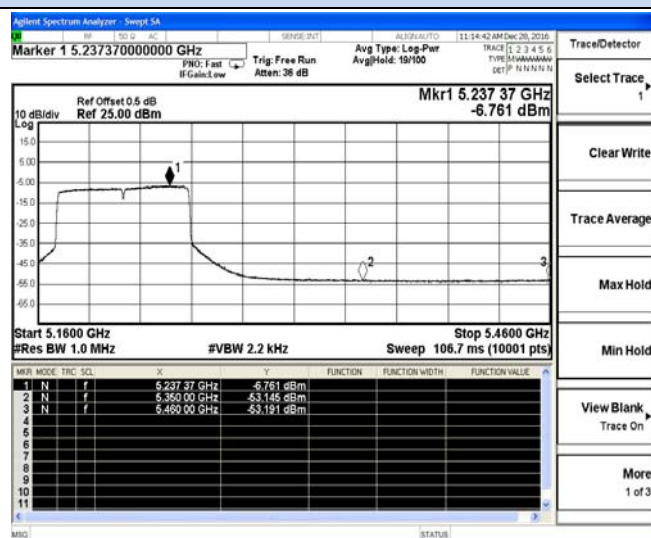 Agilent Spectrum Analyzer - Swept SA
RF 50 Ω AC SENSE:INT ALIGNAUTO 11:14:42 AM Dec 28, 2016
Marker 1 5.237370000000 GHz
PNO: Fast
IFGain:Low
Trig: Free Run
Atten: 36 dB
Avg Type: Log-Pwr
Avg|Hold: 19/100
TRACE 1 2 3 4 5 6
TYPE
DET P N N N N N
Mkr1 5.237 37 GHz
-6.761 dBm
Ref Offset 0.5 dB
10 dB/div Ref 25.00 dBm
Log
15.0
5.00
-5.00
-15.0
-25.0
-35.0
-45.0
-55.0
-65.0
1
2
3
Start 5.1600 GHz Stop 5.4600 GHz
#Res BW 1.0 MHz #VBW 2.2 kHz Sweep 106.7 ms (10001 pts)
MKR MODE TRC SCL X Y FUNCTION FUNCTION WIDTH FUNCTION VALUE
1 N f 5.237 37 GHz -6.761 dBm
2 N f 5.350 00 GHz -53.145 dBm
3 N f 5.460 00 GHz -53.191 dBm
4
5
6
7
8
9
10
11
MSG STATUS
Trace/Detector
Select Trace
1
Clear Write
Trace Average
Max Hold
Min Hold
View Blank
Trace On
More
1 of 3